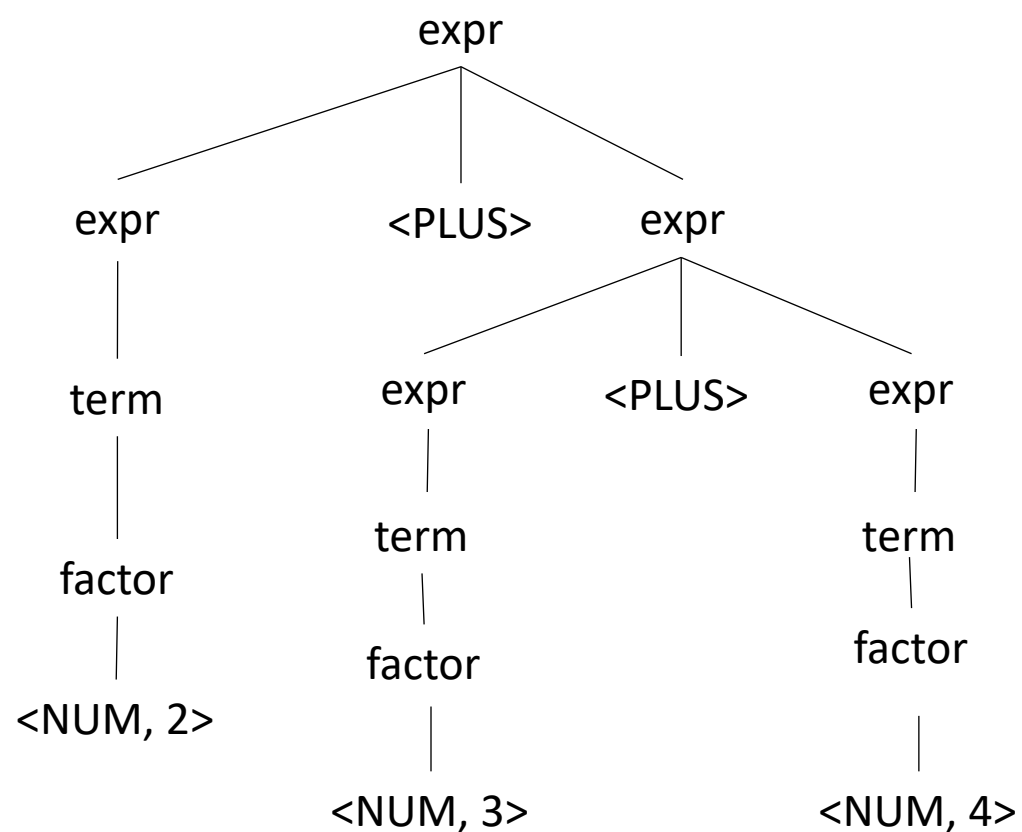 expr
expr <PLUS> expr
term expr <PLUS> expr
term term
factor
factor factor
<NUM, 2>
<NUM, 3> <NUM, 4>